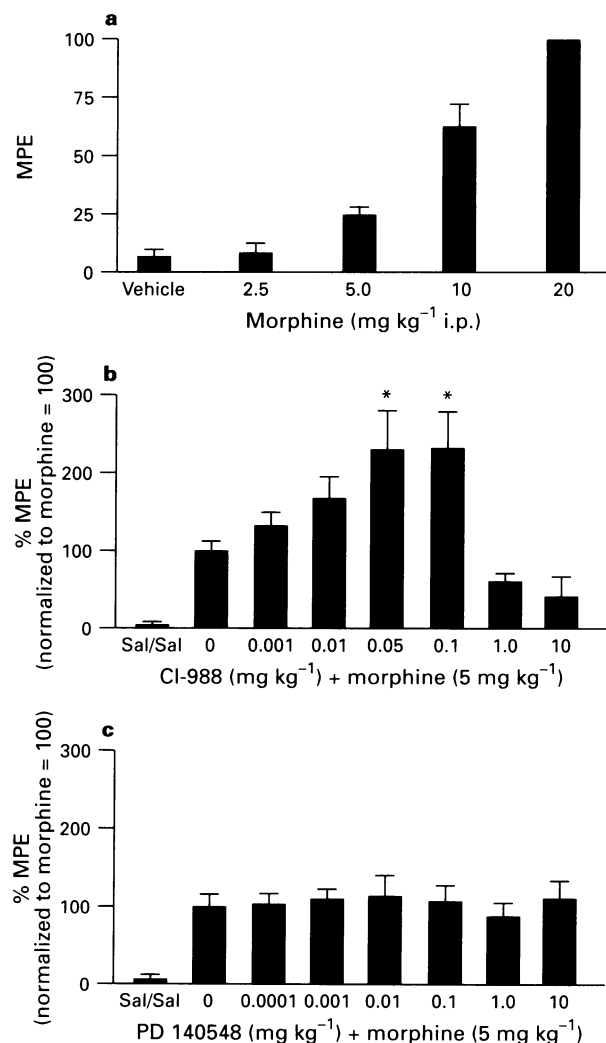 a
100
75
50
25
0
MPE
Vehicle 2.5 5.0 10 20
Morphine (mg kg⁻¹ i.p.)
b
300
200
100
0
% MPE
(normalized to morphine = 100)
* *
Sal/Sal 0 0.001 0.01 0.05 0.1 1.0 10
CI-988 (mg kg⁻¹) + morphine (5 mg kg⁻¹)
c
300
200
100
0
% MPE
(normalized to morphine = 100)
Sal/Sal 0 0.0001 0.001 0.01 0.1 1.0 10
PD 140548 (mg kg⁻¹) + morphine (5 mg kg⁻¹)